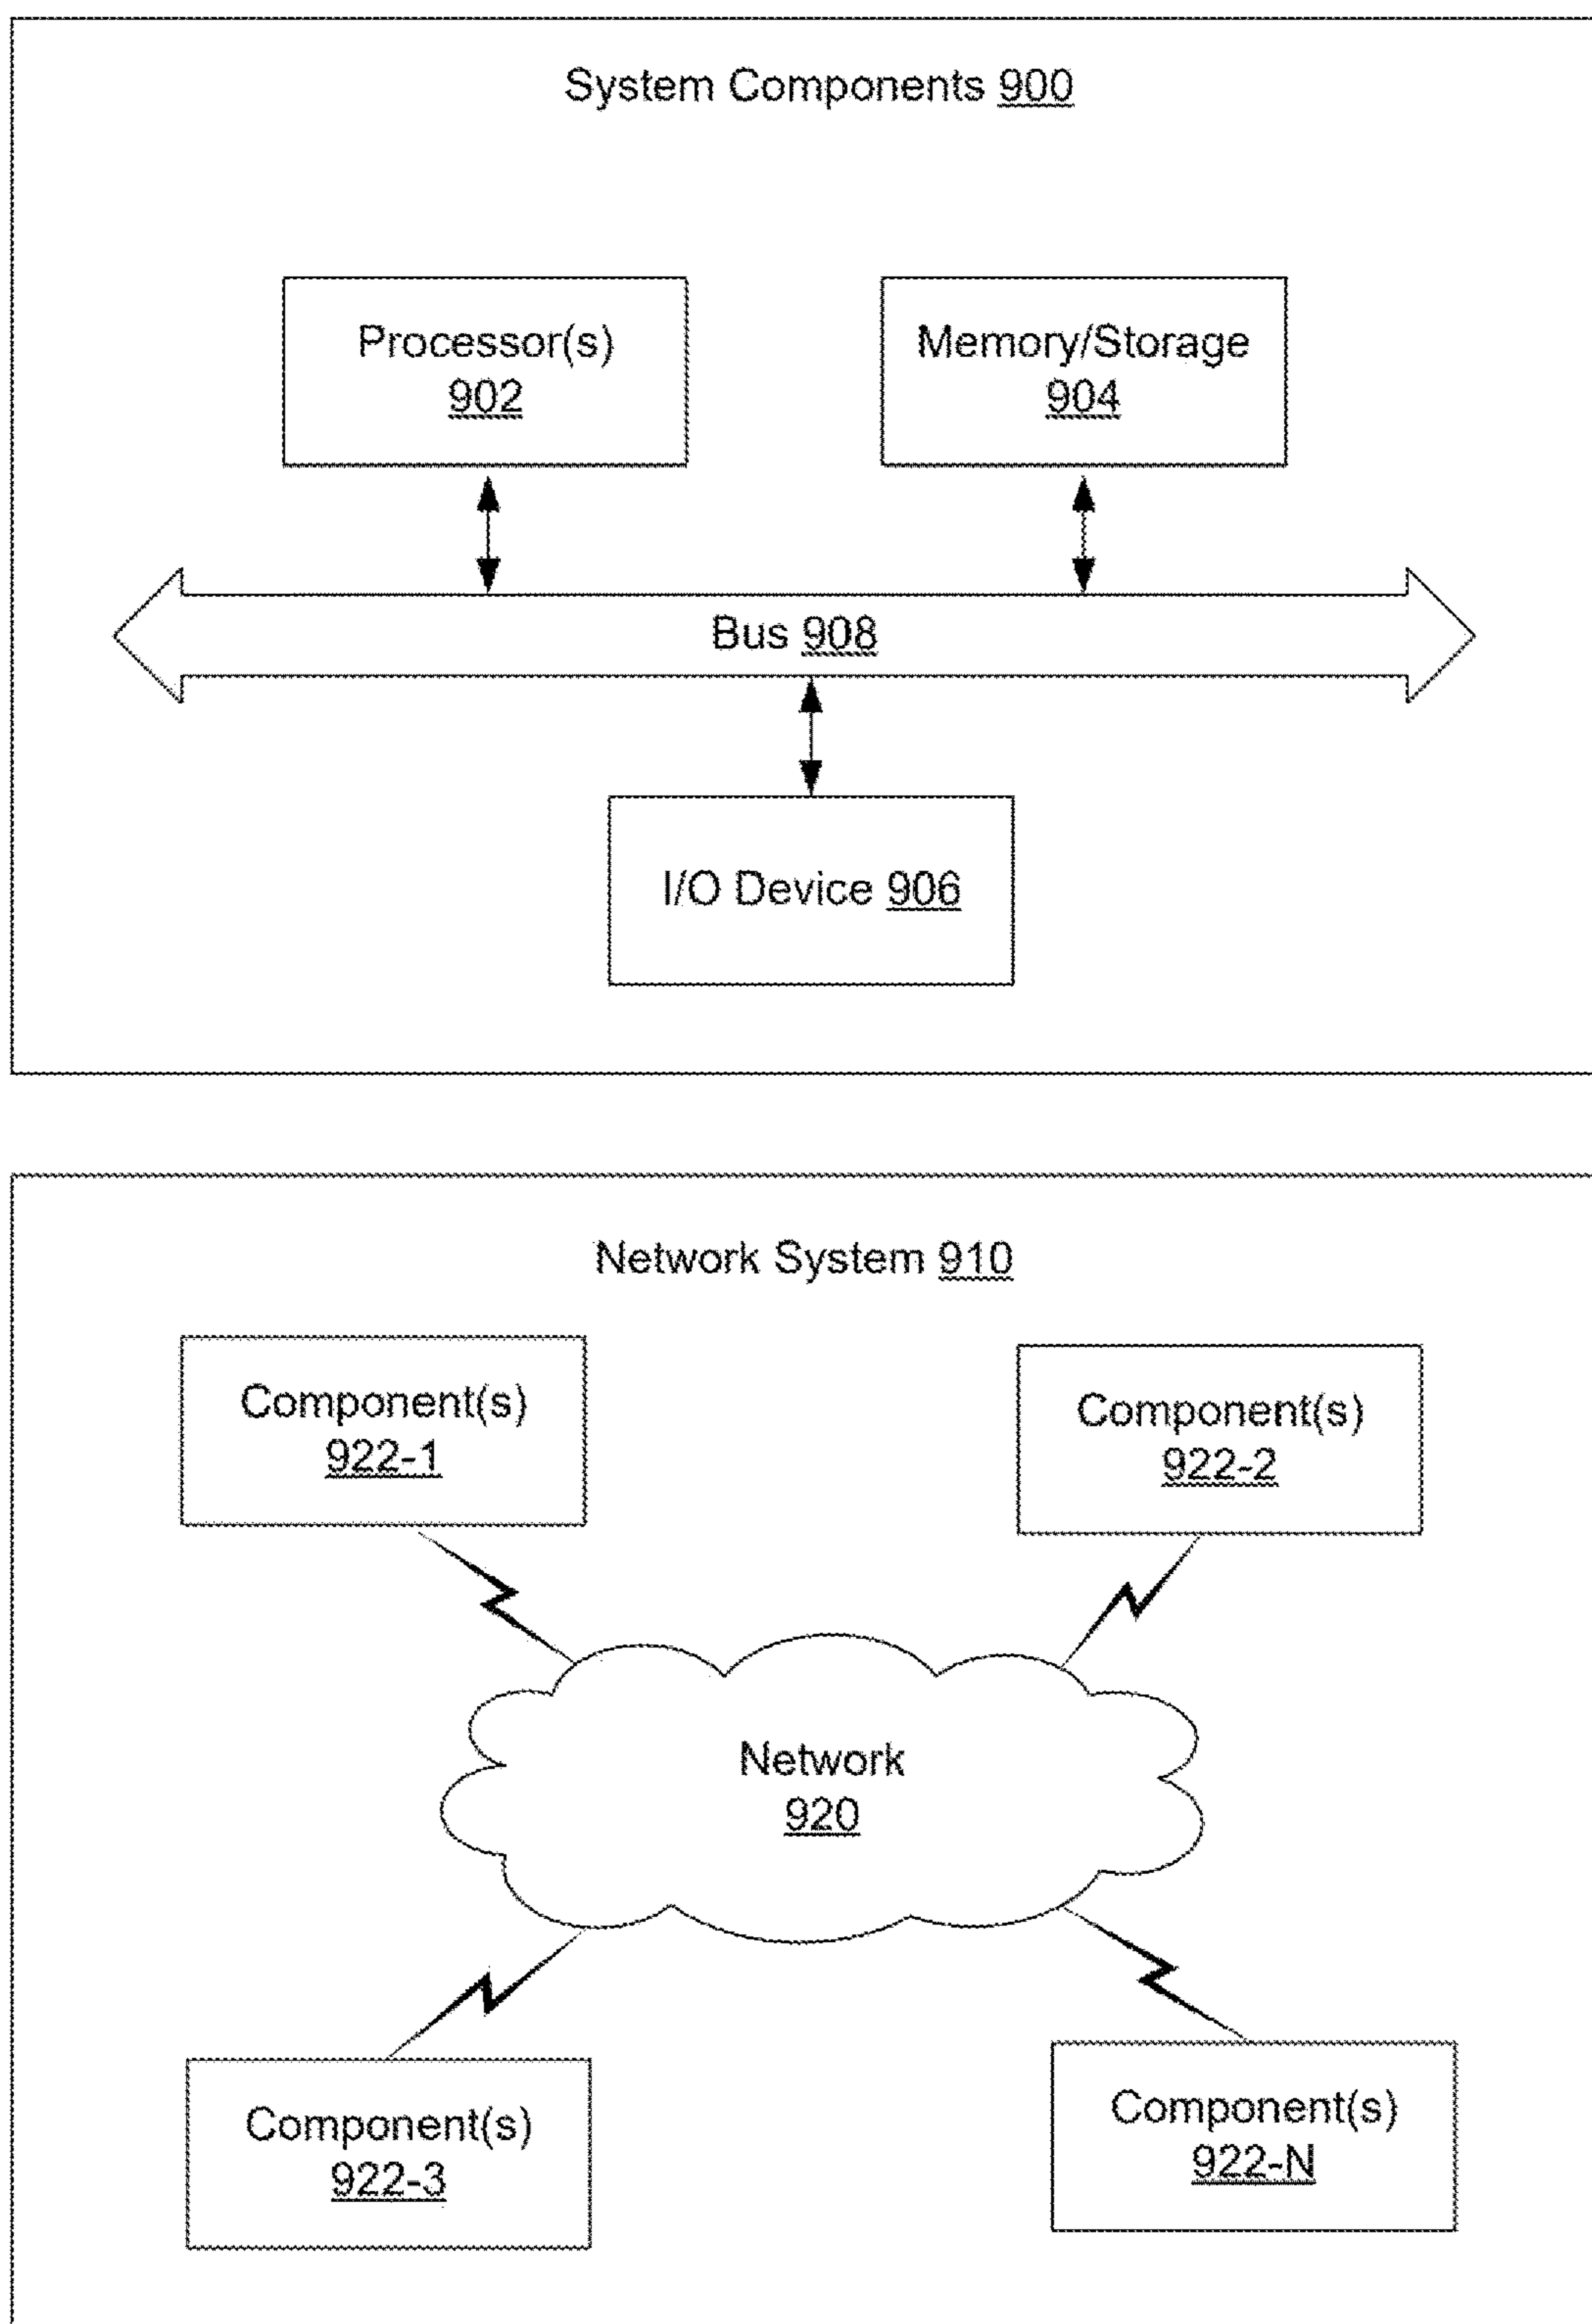 System Components 900
Processor(s)
902
Memory/Storage
904
Bus 908
I/O Device 906
Network System 910
Component(s)
922-1
Component(s)
922-2
Network
920
Component(s)
922-3
Component(s)
922-N